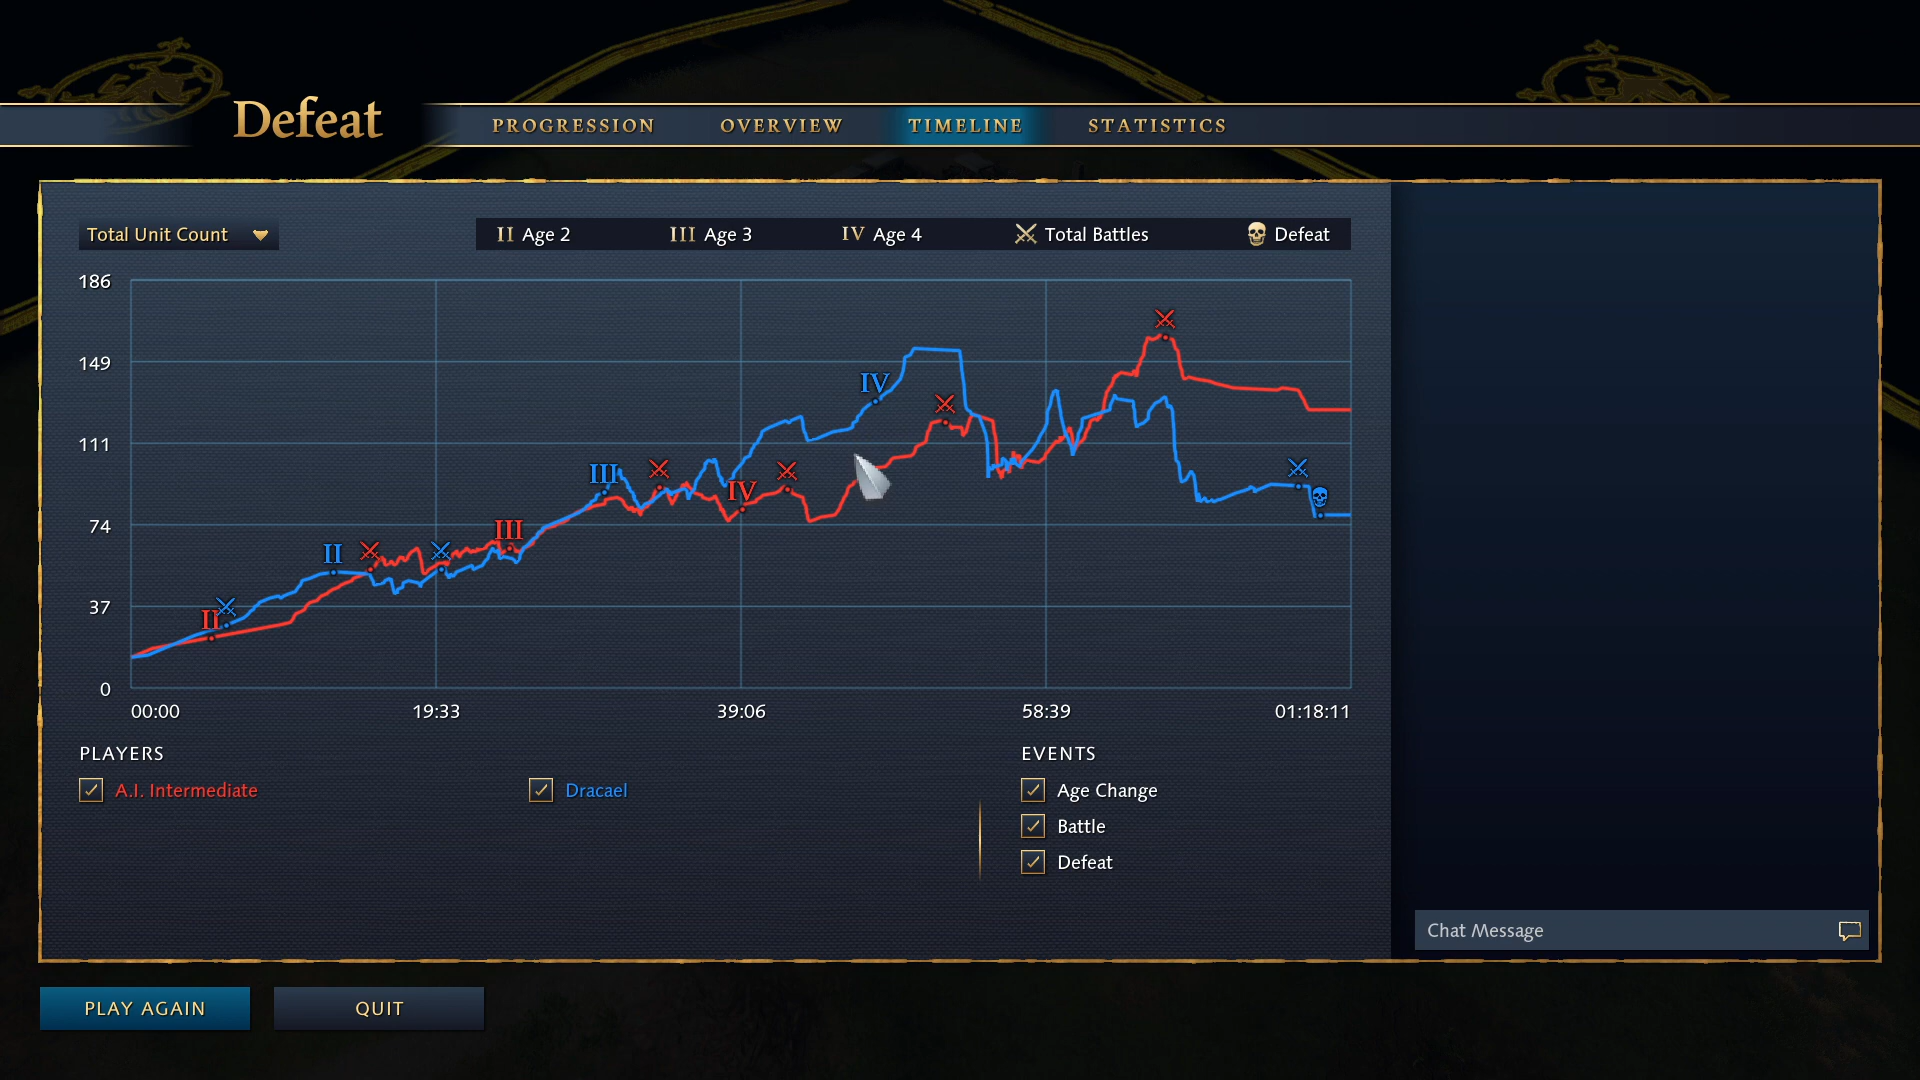 Defeat
PROGRESSION OVERVIEW TIMELINE STATISTICS
Total Unit Count
II Age 2 III Age 3 IV Age 4 Total Battles Defeat
186
149
111
74
37
0
IV
III
IV
II
III
II
00:00 19:33 39:06 58:39 01:18:11
PLAYERS
A.I. Intermediate Dracael
EVENTS
Age Change
Battle
Defeat
Chat Message
PLAY AGAIN QUIT